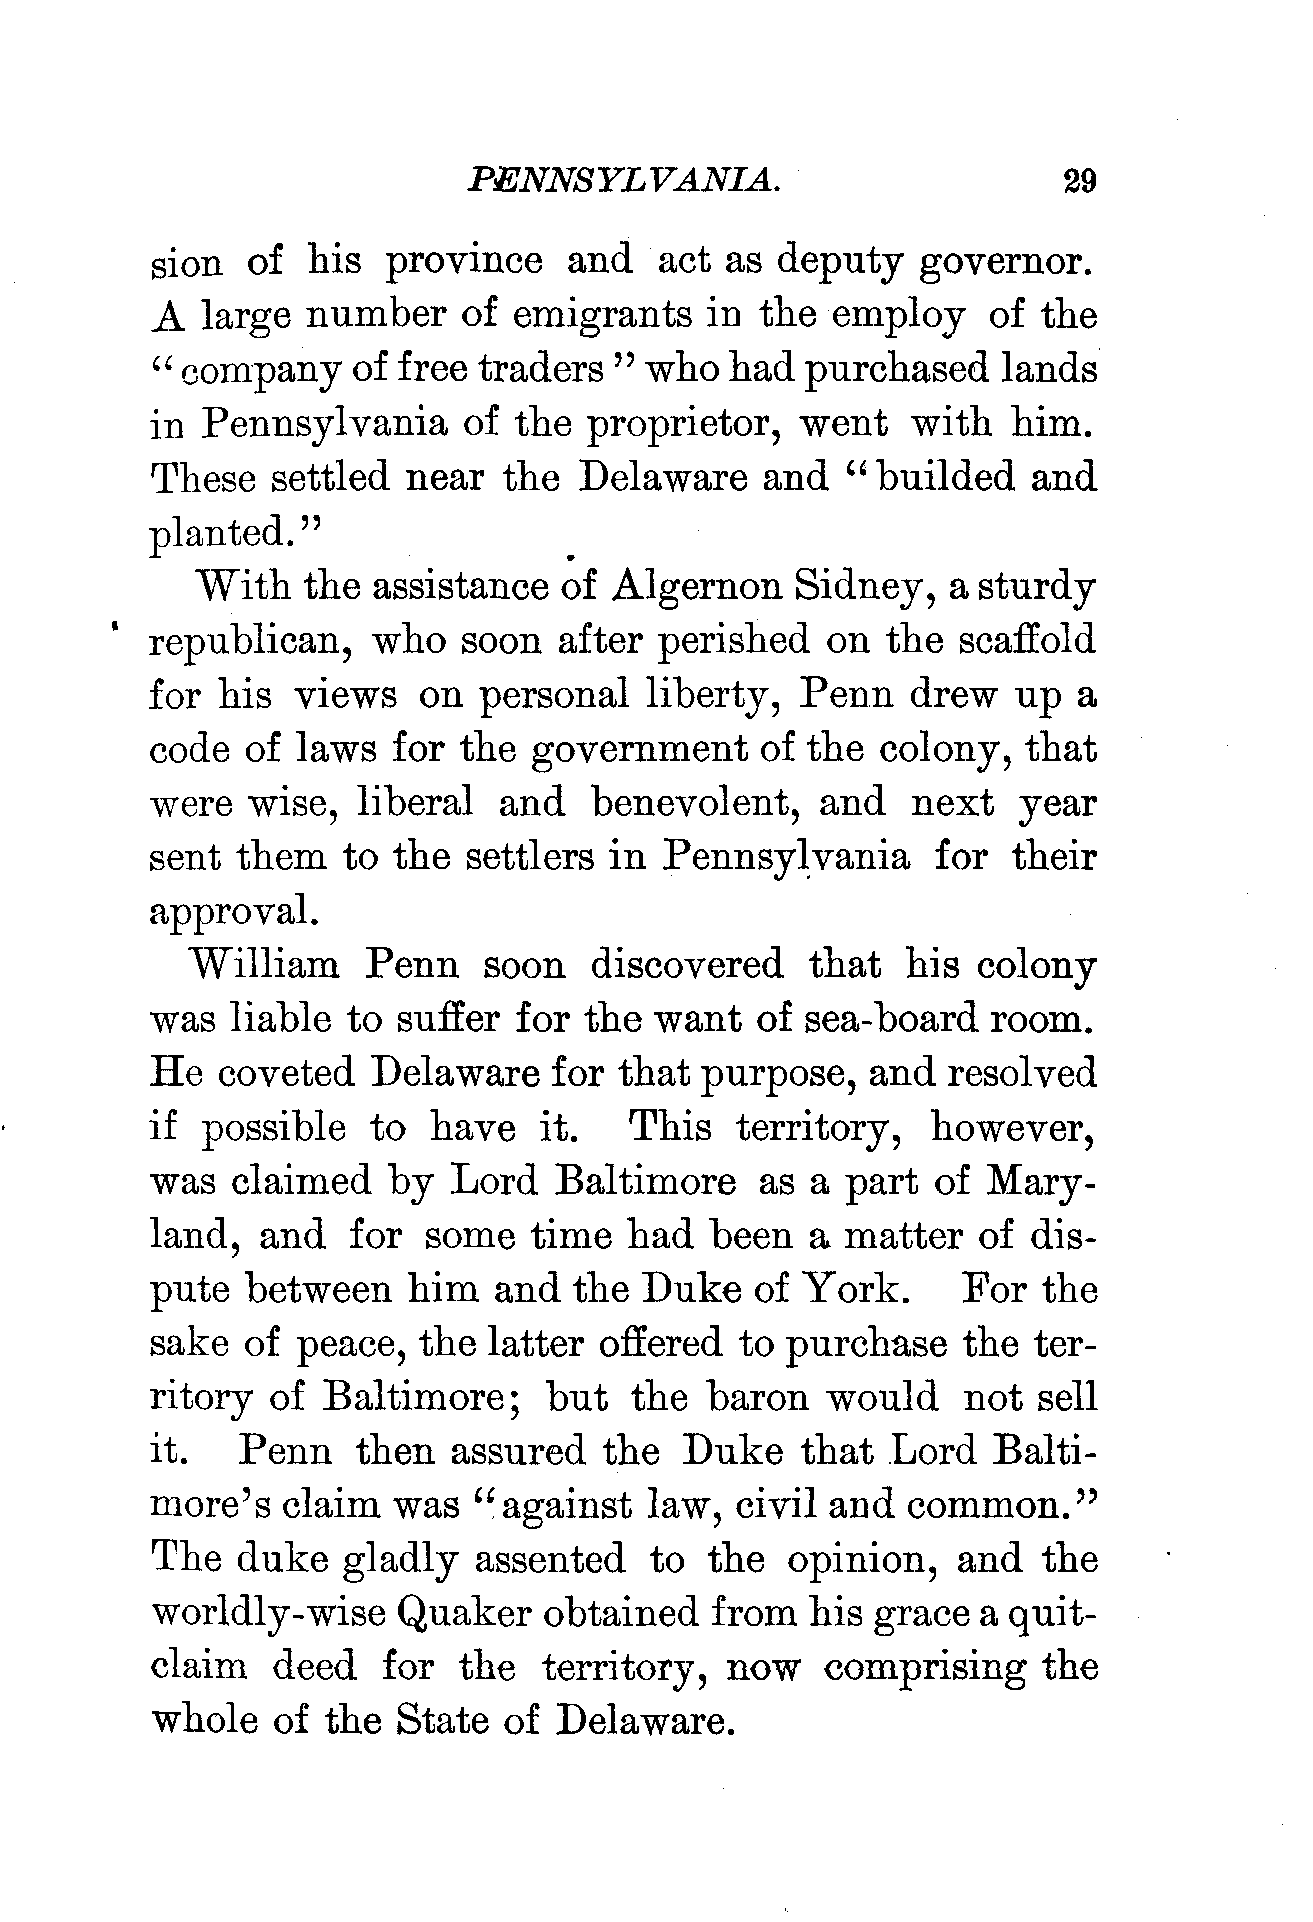 PENNSYLVANIA. 29
sion of his province and act as deputy governor.
A large number of emigrants in the employ of the
“company of free traders” who had purchased lands
in Pennsylvania of the proprietor, went with him.
These settled near the Delaware and “builded and
planted.”
With the assistance of Algernon Sidney, a sturdy
republican, who soon after perished on the scaffold
for his views on personal liberty, Penn drew up a
code of laws for the government of the colony, that
were wise, liberal and benevolent, and next year
sent them to the settlers in Pennsylvania for their
approval.
William Penn soon discovered that his colony
was liable to suffer for the want of sea-board room.
He coveted Delaware for that purpose, and resolved
if possible to have it. This territory, however,
was claimed by Lord Baltimore as a part of Mary-
land, and for some time had been a matter of dis-
pute between him and the Duke of York. For the
sake of peace, the latter offered to purchase the ter-
ritory of Baltimore; but the baron would not sell
it. Penn then assured the Duke that Lord Balti-
more’s claim was “against law, civil and common.”
The duke gladly assented to the opinion, and the
worldly-wise Quaker obtained from his grace a quit-
claim deed for the territory, now comprising the
whole of the State of Delaware.